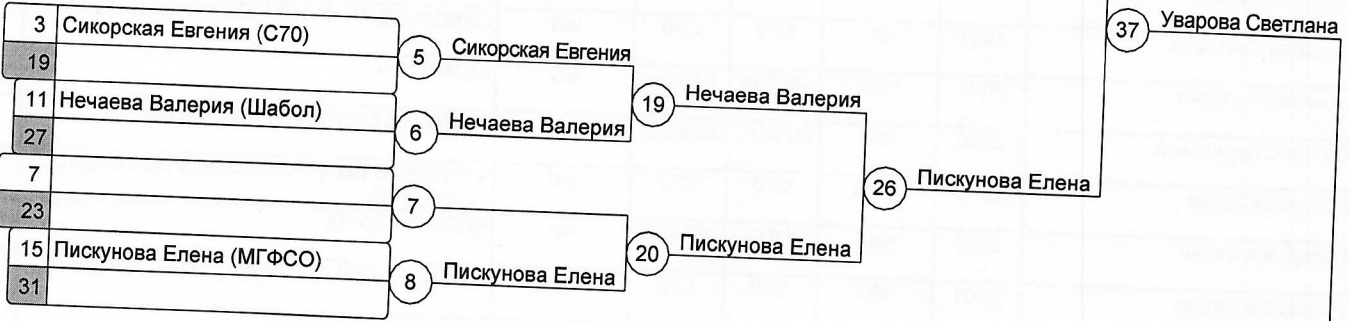 37 Уварова Светлана
3 Сикорская Евгения (С70)
19
5 Сикорская Евгения
11 Нечаева Валерия (Шабол)
27
6 Нечаева Валерия
19 Нечаева Валерия
7
23
7
15 Пискунова Елена (МГФСО)
31
8 Пискунова Елена
20 Пискунова Елена
26 Пискунова Елена